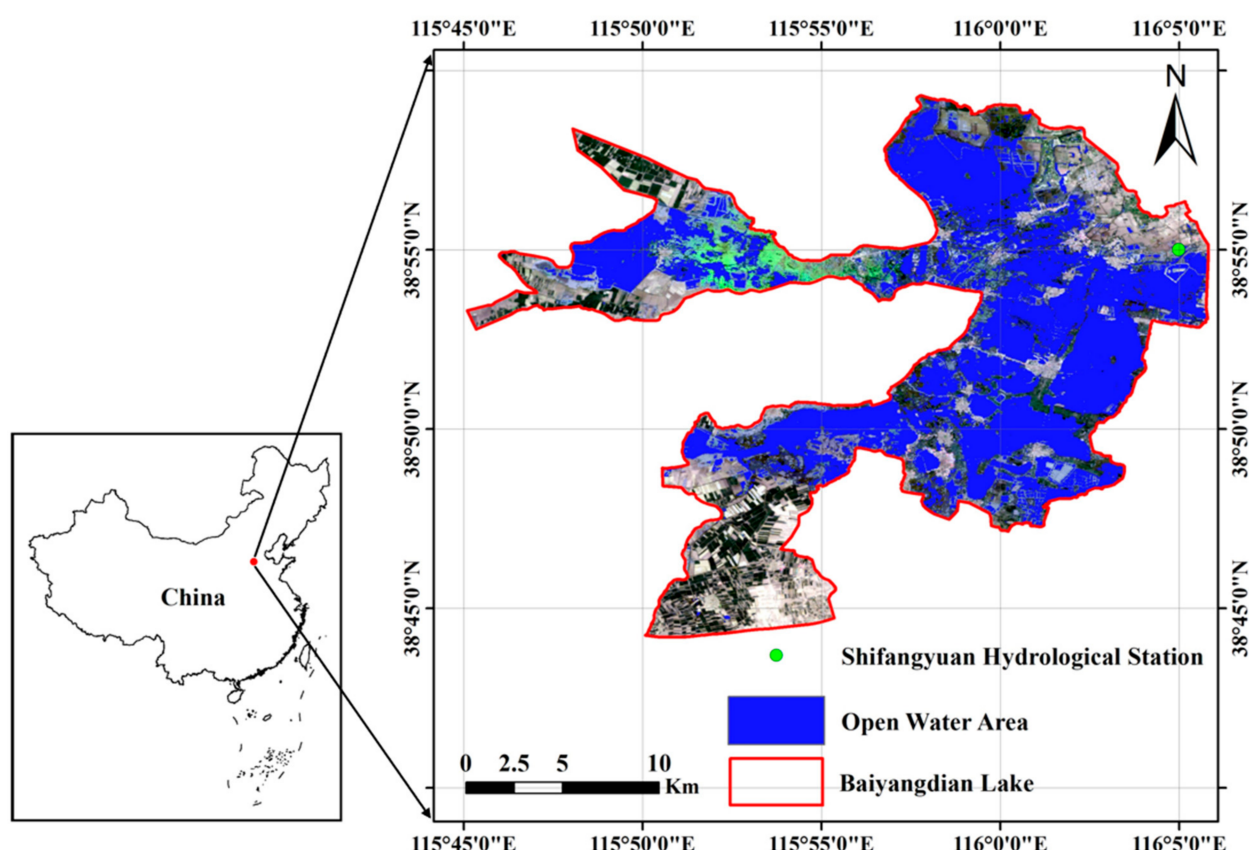 115°45'0"E 115°50'0"E 115°55'0"E 116°0'0"E 116°5'0"E
N
38°55'0"N 38°55'0"N
38°50'0"N 38°50'0"N
38°45'0"N 38°45'0"N
China
Shifangyuan Hydrological Station
Open Water Area
Baiyangdian Lake
0 2.5 5 10
Km
115°45'0"E 115°50'0"E 115°55'0"E 116°0'0"E 116°5'0"E